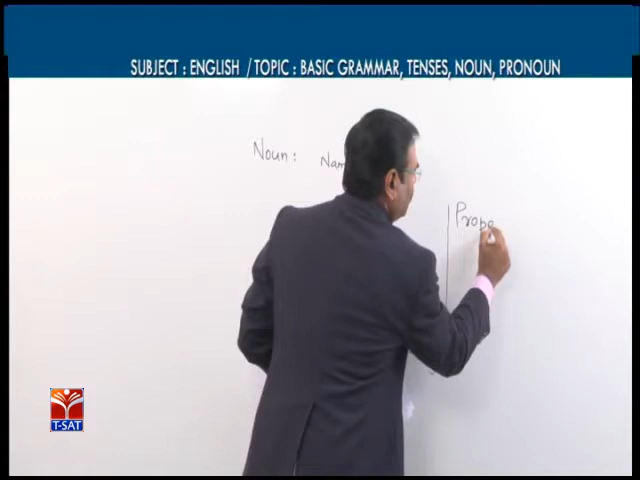 SUBJECT : ENGLISH / TOPIC : BASIC GRAMMAR, TENSES, NOUN, PRONOUN
Noun : Nam
Prope
T-SAT